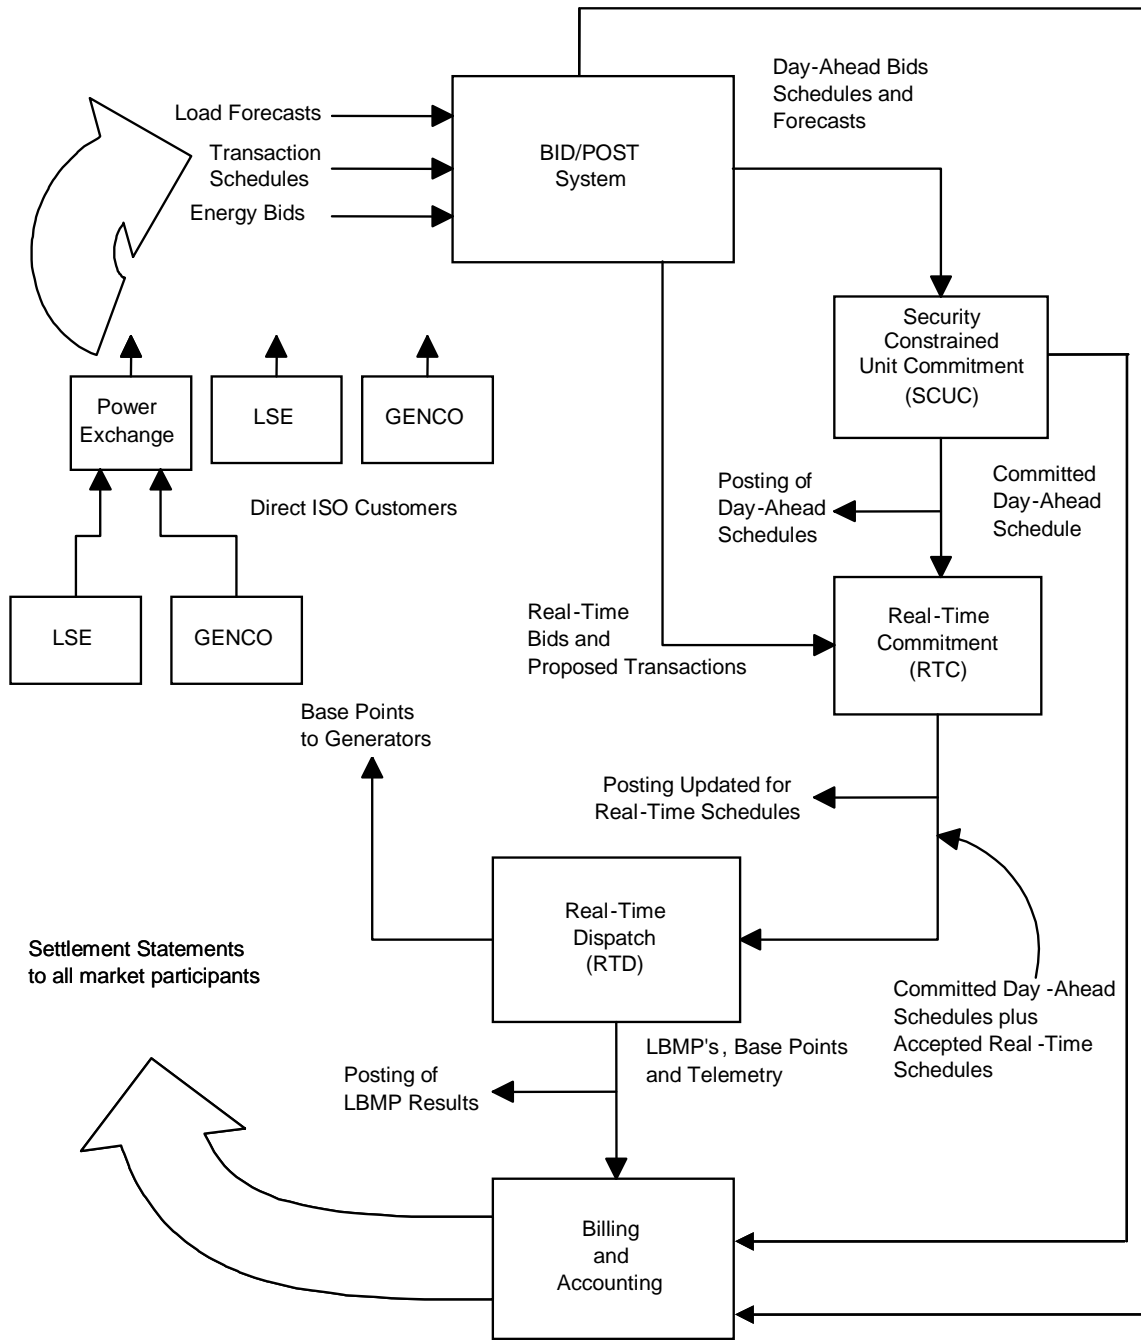 Day-Ahead Bids
Schedules and
Forecasts
Load Forecasts
Transaction
Schedules
Energy Bids
BID/POST
System
Security
Constrained
Unit Commitment
(SCUC)
Power
Exchange
LSE
GENCO
Direct ISO Customers
Posting of
Day-Ahead
Schedules
Committed
Day-Ahead
Schedule
LSE
GENCO
Real-Time
Bids and
Proposed Transactions
Real-Time
Commitment
(RTC)
Base Points
to Generators
Posting Updated for
Real-Time Schedules
Real-Time
Dispatch
(RTD)
Settlement Statements
to all market participants
Committed Day -Ahead
Schedules plus
Accepted Real -Time
Schedules
LBMP's, Base Points
and Telemetry
Posting of
LBMP Results
Billing
and
Accounting